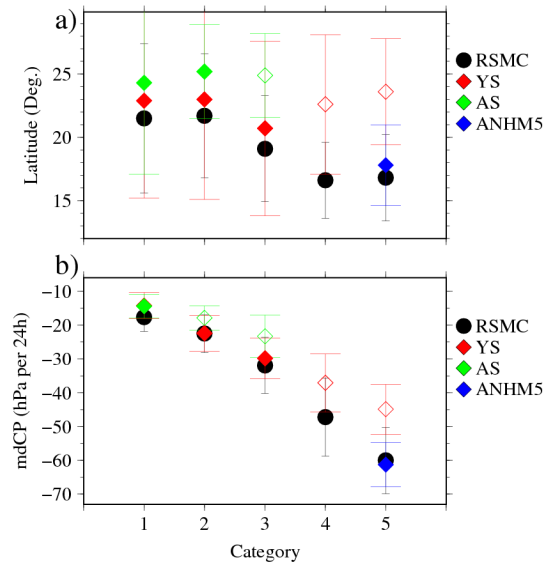 a)
25
20
15
Latitude (Deg.)
RSMC
YS
AS
ANHM5
b)
−10
−20
−30
−40
−50
−60
−70
mdCP (hPa per 24h)
RSMC
YS
AS
ANHM5
1 2 3 4 5
Category